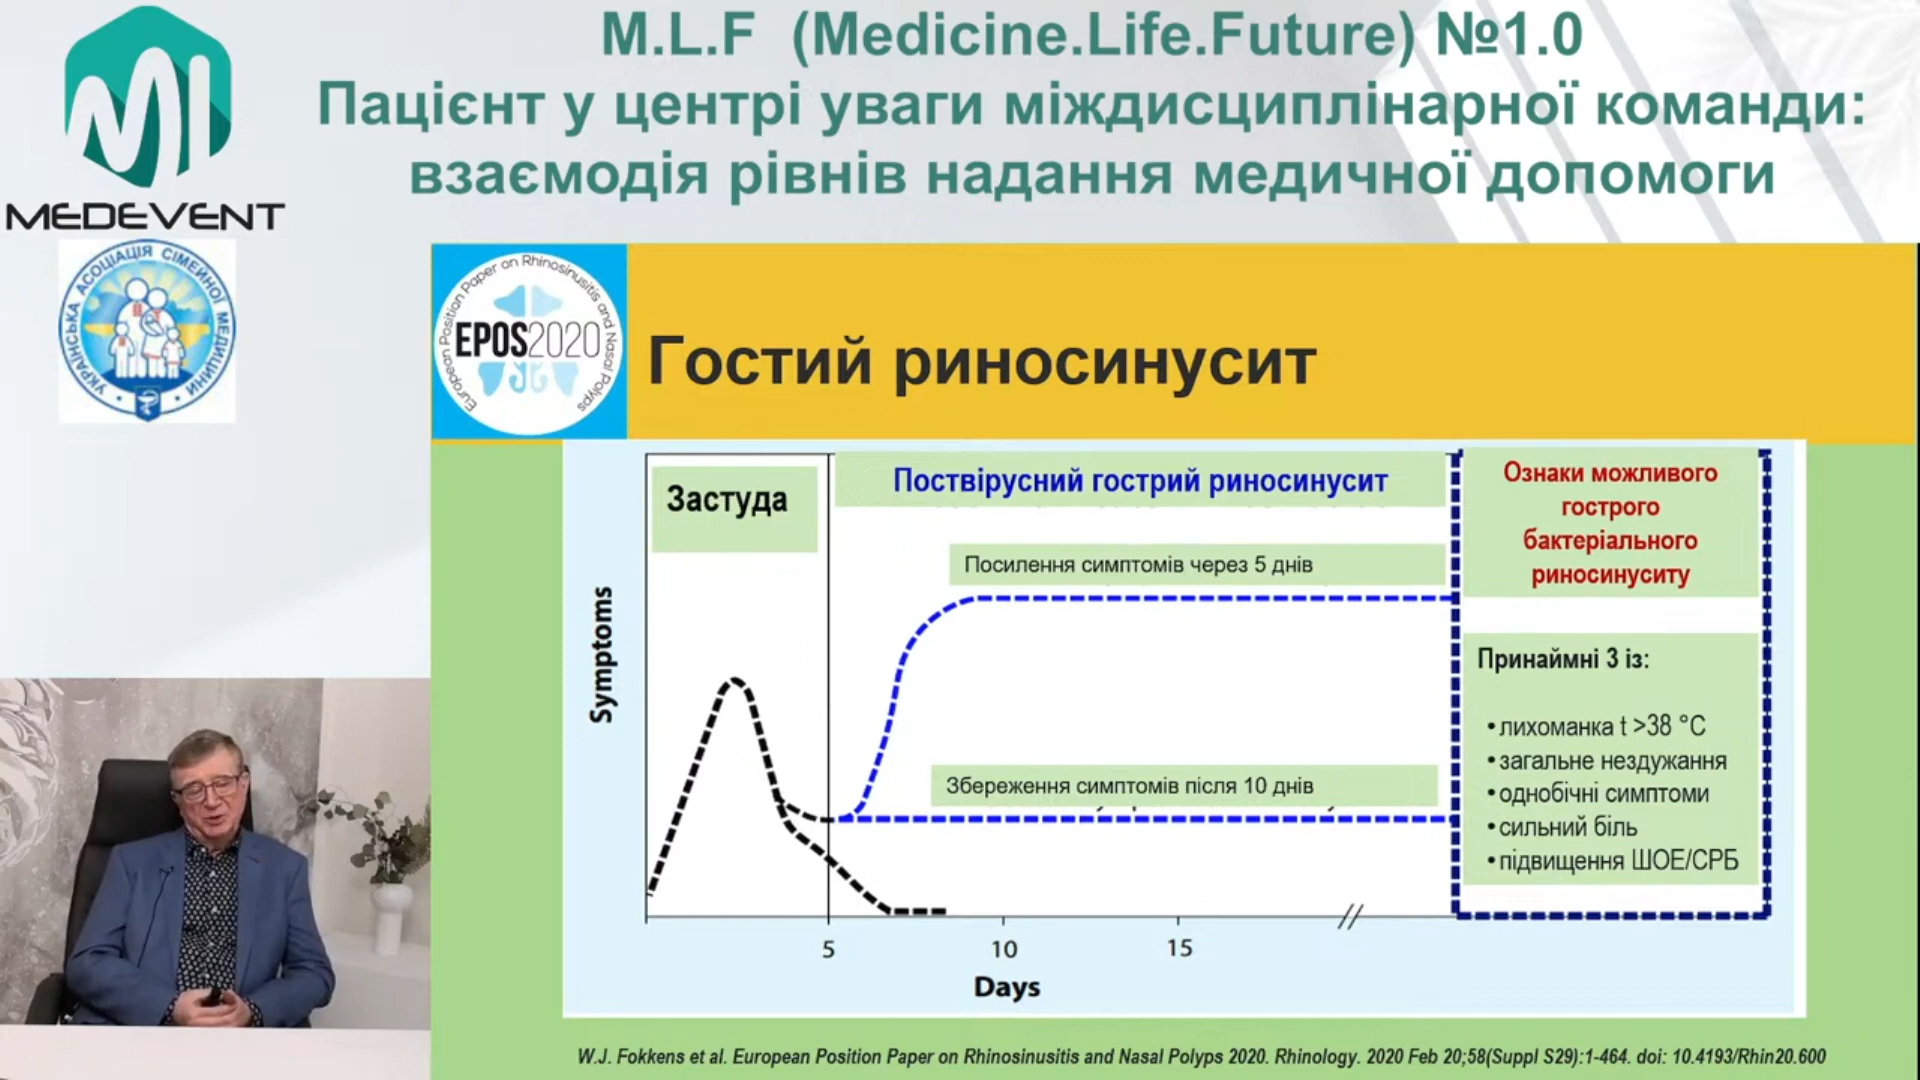 M.L.F (Medicine.Life.Future) №1.0
Пацієнт у центрі уваги міждисциплінарної команди:
взаємодія рівнів надання медичної допомоги
MEDEVENT
УКРАЇНСЬКА АСОЦІАЦІЯ СІМЕЙНОЇ МЕДИЦИНИ
European Position Paper on Rhinosinusitis and Nasal Polyps
EPOS2020
Гостий риносинусит
Застуда
Поствірусний гострий риносинусит
Посилення симптомів через 5 днів
Збереження симптомів після 10 днів
Ознаки можливого
гострого
бактеріального
риносинуситу
Принаймні 3 із:
• лихоманка t >38 °C
• загальне нездужання
• однобічні симптоми
• сильний біль
• підвищення ШОЕ/СРБ
Symptoms
5
10
15
Days
W.J. Fokkens et al. European Position Paper on Rhinosinusitis and Nasal Polyps 2020. Rhinology. 2020 Feb 20;58(Suppl S29):1-464. doi: 10.4193/Rhin20.600